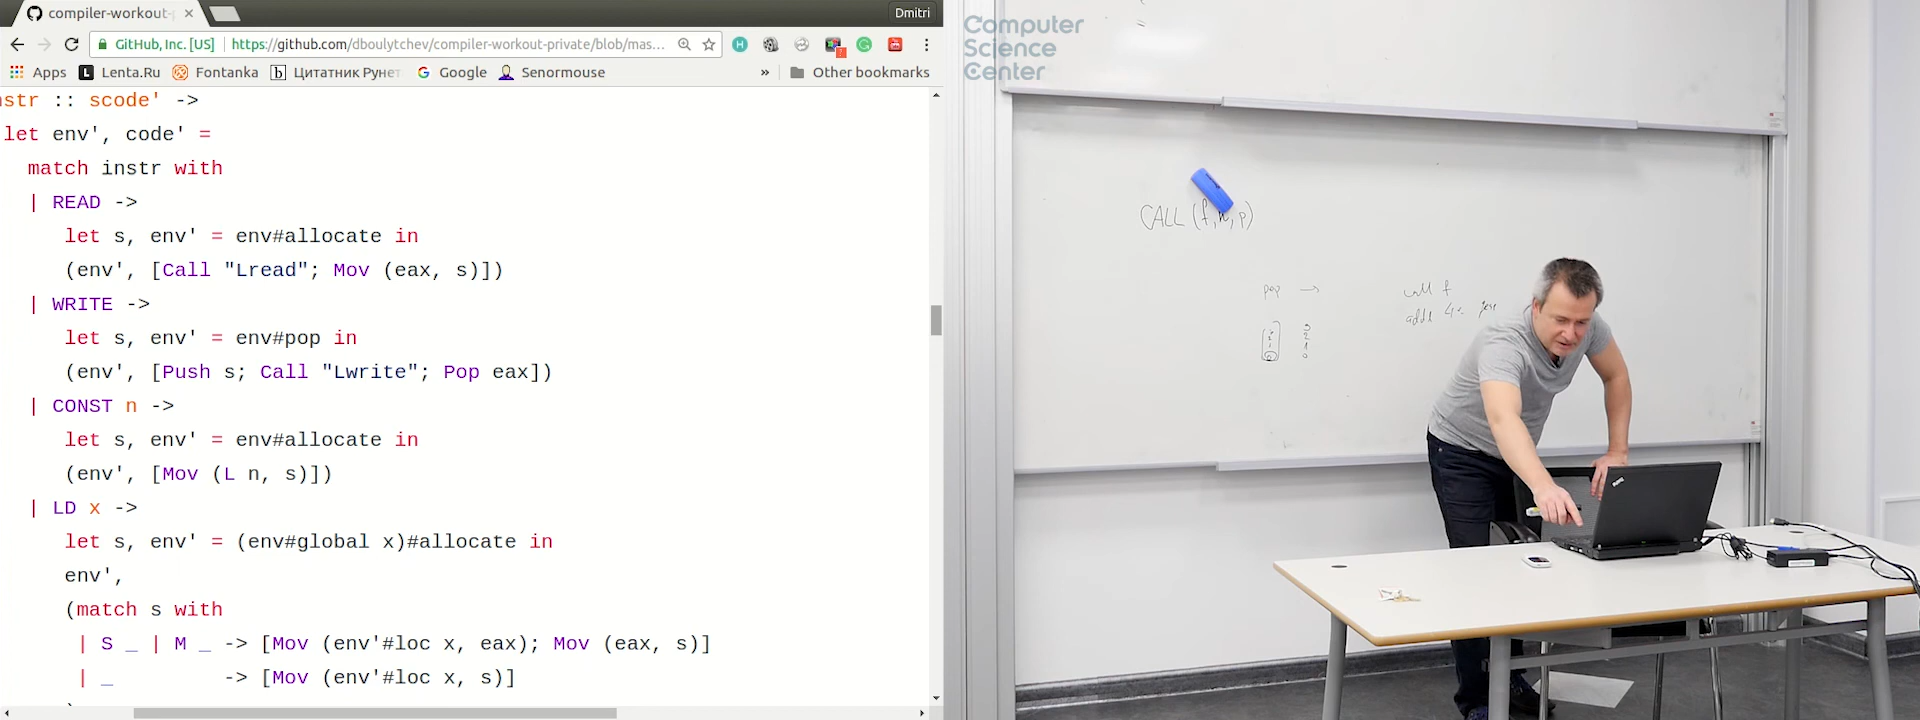 compiler-workout-p
Dmitri
GitHub, Inc. [US]
https://github.com/dboulytchev/compiler-workout-private/blob/mas...
Apps
Lenta.Ru
Fontanka
Цитатник Рунет
Google
Senormouse
»
Other bookmarks
nstr :: scode' ->
let env', code' =
match instr with
| READ ->
let s, env' = env#allocate in
(env', [Call "Lread"; Mov (eax, s)])
| WRITE ->
let s, env' = env#pop in
(env', [Push s; Call "Lwrite"; Pop eax])
| CONST n ->
let s, env' = env#allocate in
(env', [Mov (L n, s)])
| LD x ->
let s, env' = (env#global x)#allocate in
env',
(match s with
| S _ | M _ -> [Mov (env'#loc x, eax); Mov (eax, s)]
| _ -> [Mov (env'#loc x, s)]
Computer
Science
Center
CALL (f, n, p)
pop →
call f